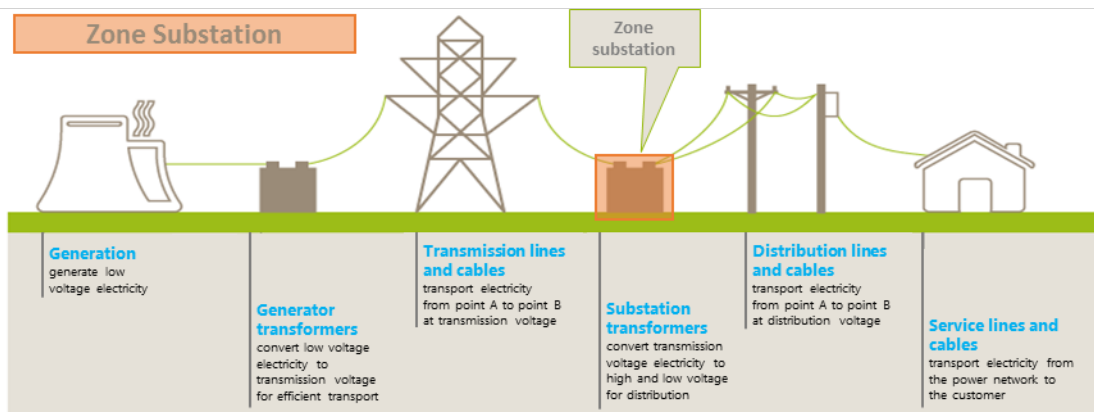 Zone Substation
Zone
substation
Generation
generate low
voltage electricity
Generator
transformers
convert low voltage
electricity to
transmission voltage
for efficient transport
Transmission lines
and cables
transport electricity
from point A to point B
at transmission voltage
Substation
transformers
convert transmission
voltage electricity to
high and low voltage
for distribution
Distribution lines
and cables
transport electricity
from point A to point B
at distribution voltage
Service lines and
cables
transport electricity from
the power network to
the customer